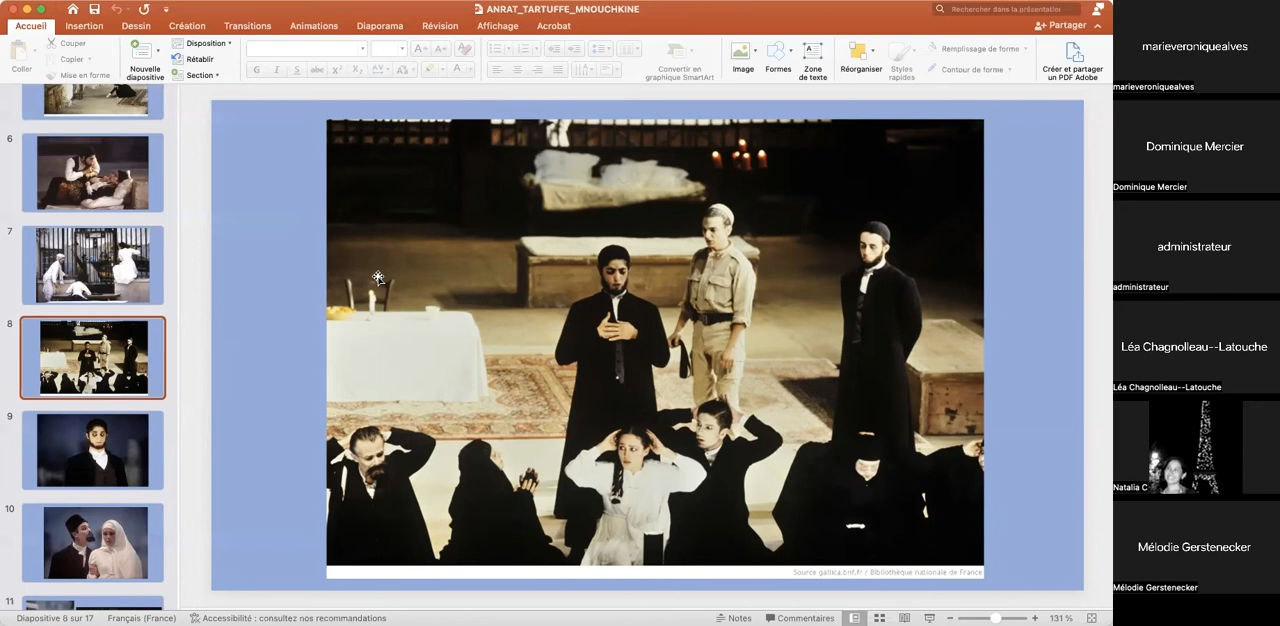 ANRAT_TARTUFFE_MNOUCHKINE
Rechercher dans la présentation
Accueil
Insertion
Dessin
Création
Transitions
Animations
Diaporama
Révision
Affichage
Acrobat
Partager
Coller
Couper
Copier
Mise en forme
Nouvelle
diapositive
Disposition
Rétablir
Section
G I S abc X² X₂ AV Aa
A A
Convertir en
graphique SmartArt
Image
Formes
Zone
de texte
Réorganiser
Styles
rapides
Remplissage de forme
Contour de forme
Créer et partager
un PDF Adobe
6
7
8
9
10
11
Source gallica.bnf.fr / Bibliothèque nationale de France
Diapositive 8 sur 17
Français (France)
Accessibilité : consultez nos recommandations
Notes
Commentaires
131 %
marieveroniquealves
marieveroniquealves
Dominique Mercier
Dominique Mercier
administrateur
administrateur
Léa Chagnolleau--Latouche
Léa Chagnolleau--Latouche
Natalia C
Mélodie Gerstenecker
Mélodie Gerstenecker